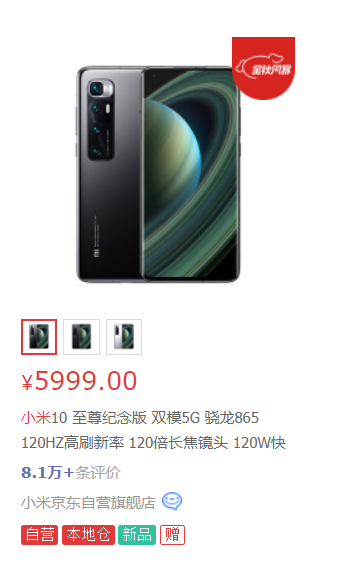 金秋风暴
¥5999.00
小米10 至尊纪念版 双模5G 骁龙865
120HZ高刷新率 120倍长焦镜头 120W快
8.1万+条评价
小米京东自营旗舰店
自营 本地仓 新品 赠